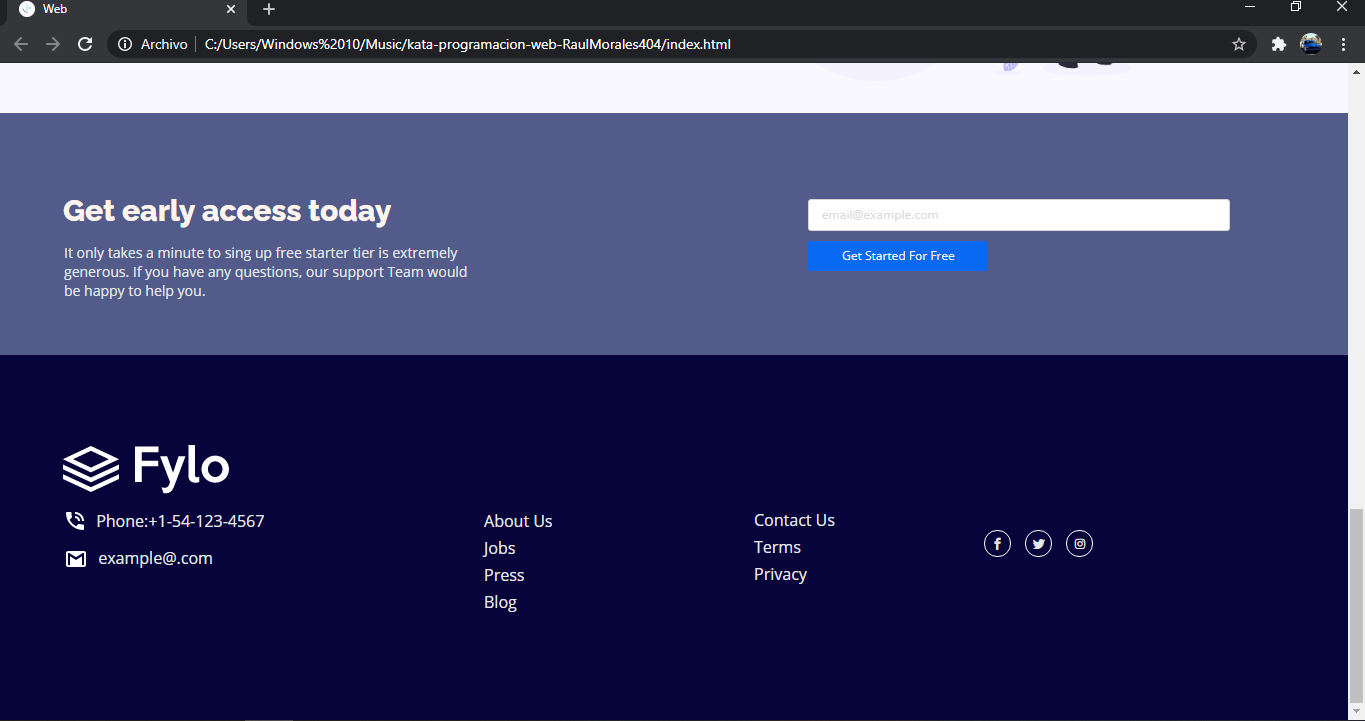 Web
Archivo C:/Users/Windows%2010/Music/kata-programacion-web-RaulMorales404/index.html
Get early access today
It only takes a minute to sing up free starter tier is extremely
generous. If you have any questions, our support Team would
be happy to help you.
email@example.com
Get Started For Free
Fylo
Phone:+1-54-123-4567
example@.com
About Us
Jobs
Press
Blog
Contact Us
Terms
Privacy